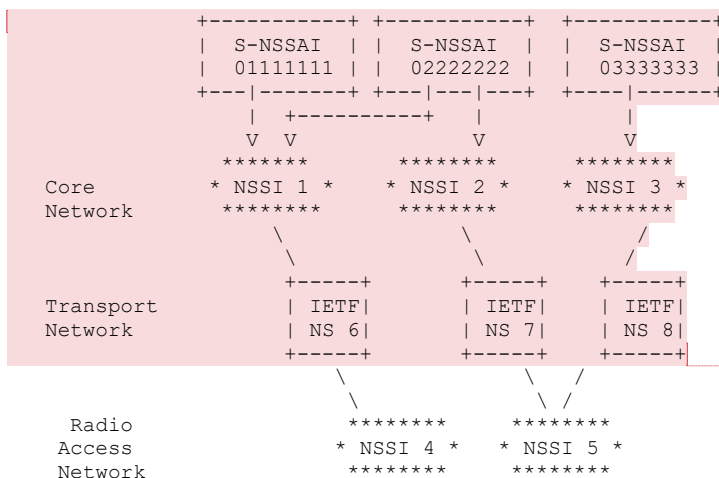 +-----------+ +-----------+  +-----------+
|  S-NSSAI  | |  S-NSSAI  |  |  S-NSSAI  |
|  01111111 | |  02222222 |  |  03333333 |
+---|-------+ +---|---|---+  +----|------+
    | +----------+    |           |
    V V               V           V
  *******         ********     ********
Core          * NSSI 1 *    * NSSI 2 *   * NSSI 3 *
Network        ********      ********     ********
\               \            /
\               \          /
+-----+        +-----+    +-----+
Transport           | IETF|        | IETF|    | IETF|
Network             | NS 6|        | NS 7|    | NS 8|
+-----+        +-----+    +-----+
\              \   /
\              \ /
Radio                ********     ********
Access              * NSSI 4 *   * NSSI 5 *
Network              ********     ********